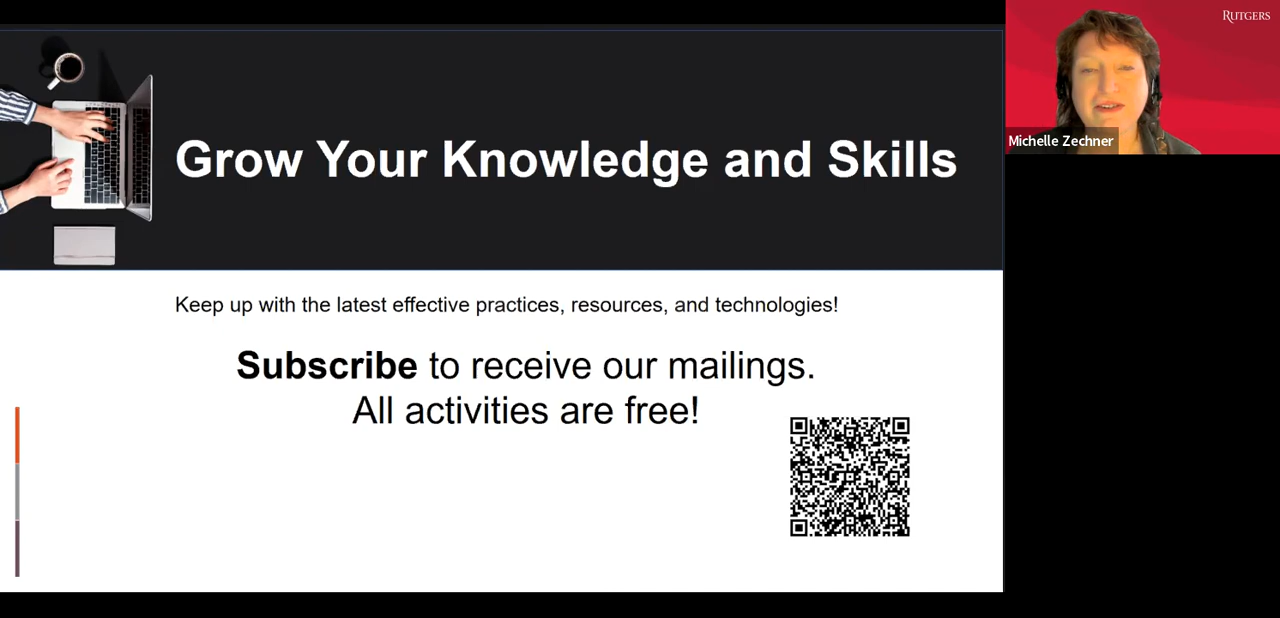 RUTGERS
Grow Your Knowledge and Skills
Michelle Zechner
Keep up with the latest effective practices, resources, and technologies!
Subscribe to receive our mailings.
All activities are free!